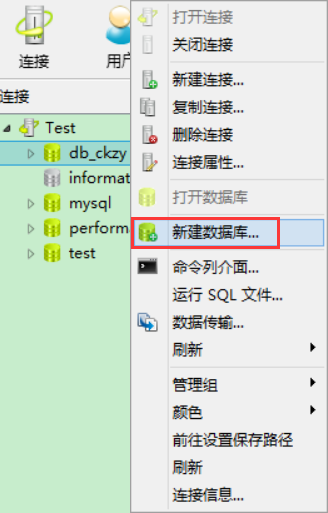 连接
用户
连接
Test
db_ckzy
informat
mysql
performa
test
打开连接
关闭连接
新建连接...
复制连接...
删除连接
连接属性...
打开数据库
新建数据库...
命令列介面...
运行 SQL 文件...
数据传输...
刷新
管理组
颜色
前往设置保存路径
刷新
连接信息...